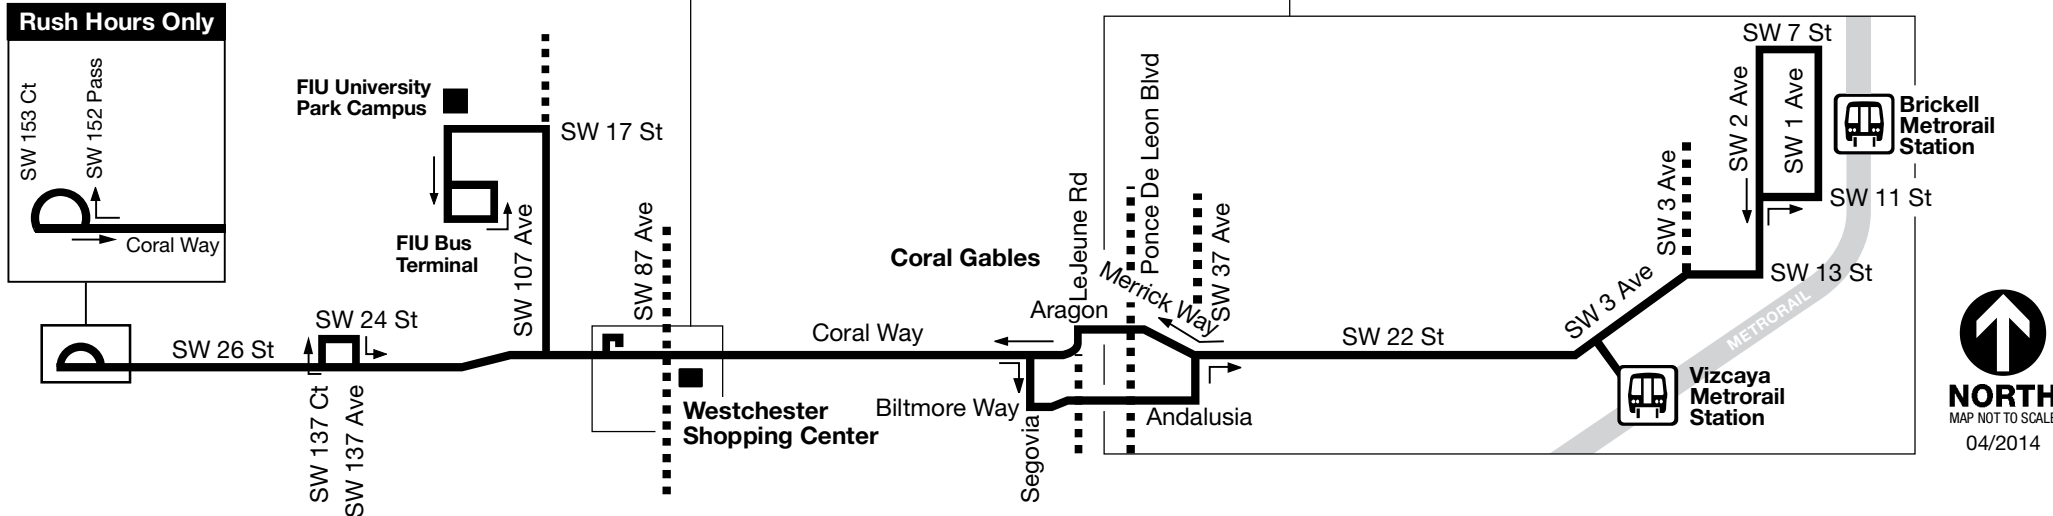 Rush Hours Only
SW 153 Ct
SW 152 Pass
Coral Way
FIU University
Park Campus
SW 17 St
FIU Bus
Terminal
SW 107 Ave
SW 87 Ave
SW 24 St
SW 26 St
SW 137 Ct
SW 137 Ave
Westchester
Shopping Center
Coral Gables
Coral Way
Biltmore Way
Segovia
Aragon
LeJeune Rd
Ponce De Leon Blvd
Merrick Way
SW 37 Ave
Andalusia
SW 22 St
SW 3 Ave
SW 3 Ave
SW 7 St
SW 2 Ave
SW 1 Ave
SW 11 St
SW 13 St
Brickell
Metrorail
Station
METRORAIL
Vizcaya
Metrorail
Station
NORTH
MAP NOT TO SCALE
04/2014